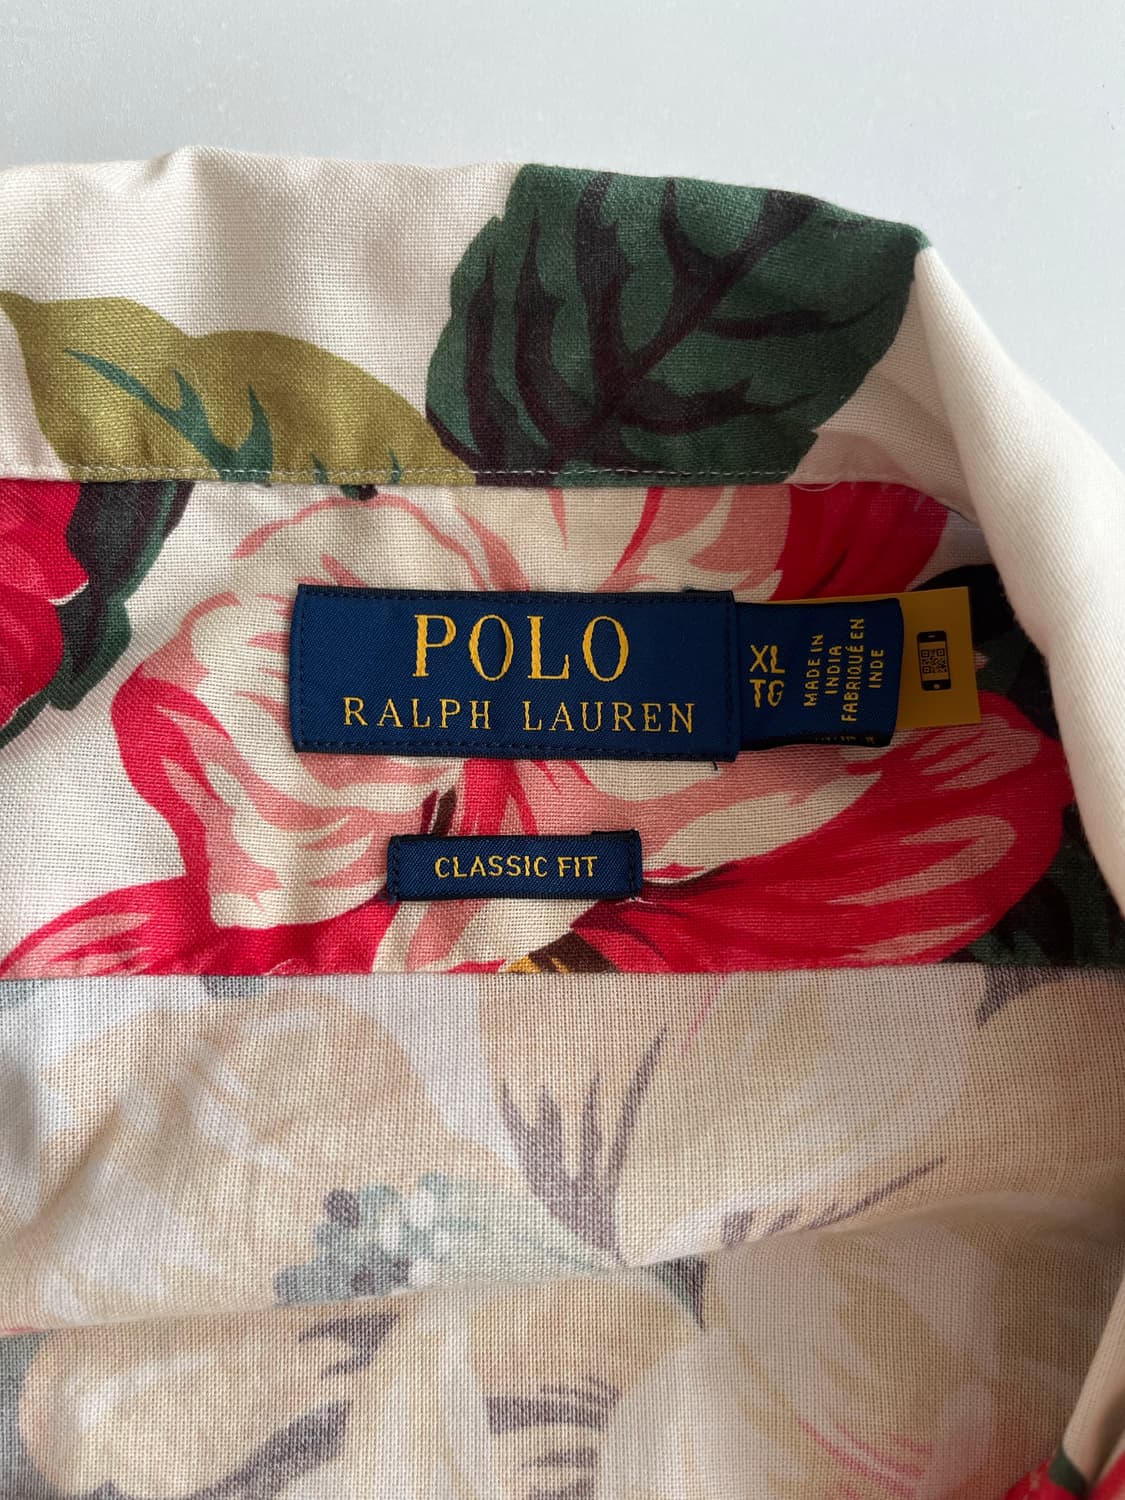 POLO
RALPH LAUREN
XL
TG
MADE IN
INDIA
FABRIQUÉ EN
INDE
CLASSIC FIT